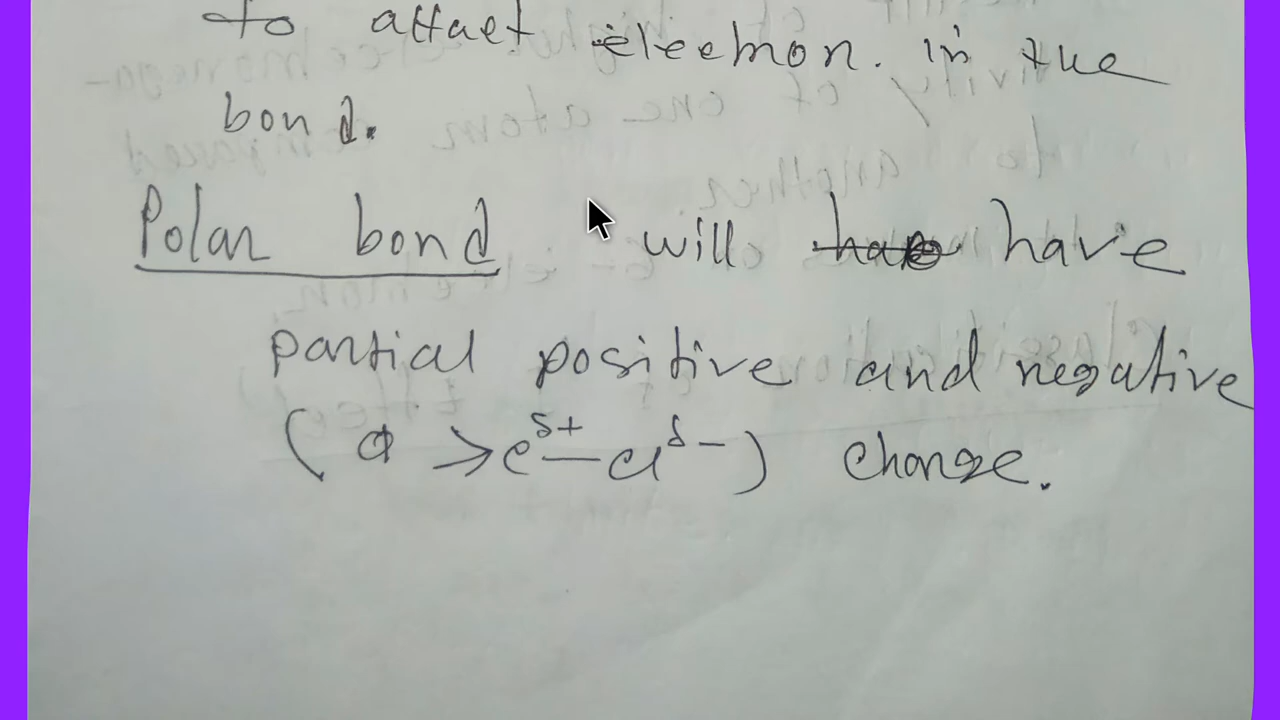 to attact electron. in the
bond.
Polar bond will have
partial positive and negative
( >c^δ+—cl^δ-) charge.